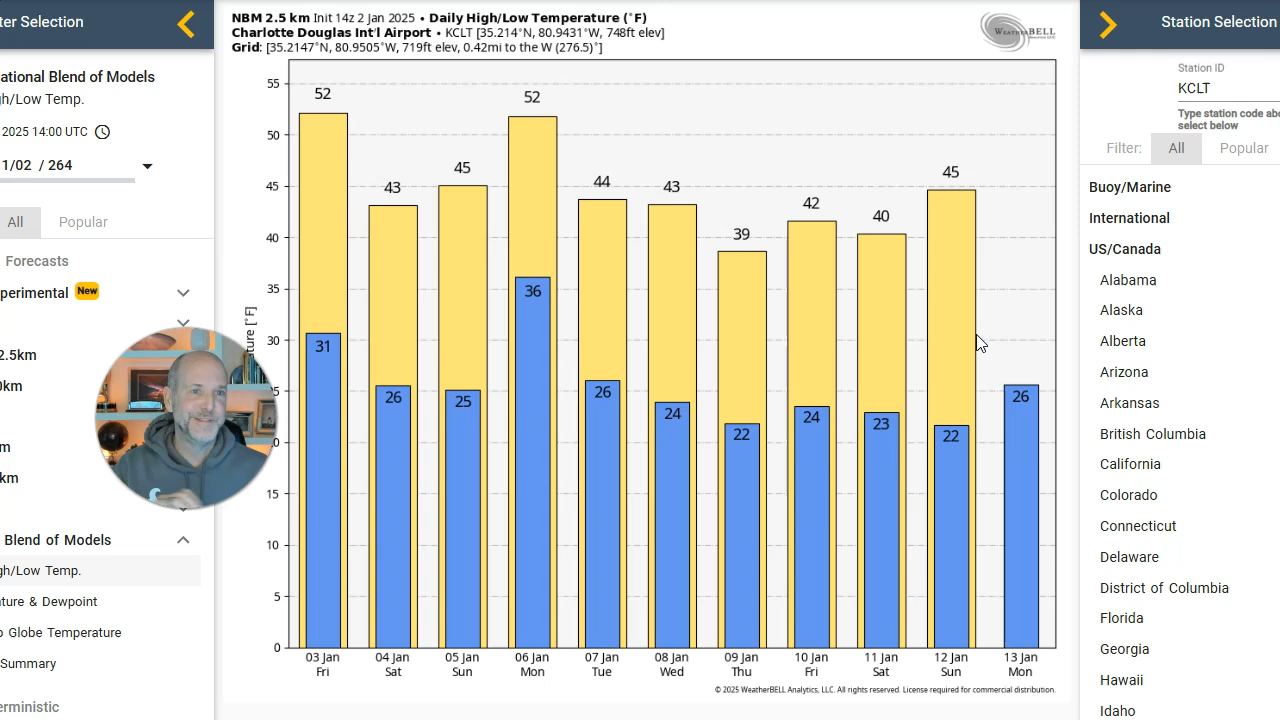 ter Selection
ational Blend of Models
gh/Low Temp.
2025 14:00 UTC
1/02 / 264
All Popular
Forecasts
perimental New
2.5km
0km
m
km
Blend of Models
gh/Low Temp.
ture & Dewpoint
o Globe Temperature
Summary
erministic
NBM 2.5 km Init 14z 2 Jan 2025 • Daily High/Low Temperature (°F)
Charlotte Douglas Int'l Airport • KCLT [35.214°N, 80.9431°W, 748ft elev]
Grid: [35.2147°N, 80.9505°W, 719ft elev, 0.42mi to the W (276.5)°]
WEATHERBELL
ture [°F]
55
50
45
40
35
30
5
0
15
10
5
0
52 43 45 52 44 43 39 42 40 45
31 26 25 36 26 24 22 24 23 22 26
03 Jan 04 Jan 05 Jan 06 Jan 07 Jan 08 Jan 09 Jan 10 Jan 11 Jan 12 Jan 13 Jan
Fri Sat Sun Mon Tue Wed Thu Fri Sat Sun Mon
© 2025 WeatherBELL Analytics, LLC. All rights reserved. License required for commercial distribution.
Station Selection
Station ID
KCLT
Type station code abo
select below
Filter: All Popular
Buoy/Marine
International
US/Canada
Alabama
Alaska
Alberta
Arizona
Arkansas
British Columbia
California
Colorado
Connecticut
Delaware
District of Columbia
Florida
Georgia
Hawaii
Idaho